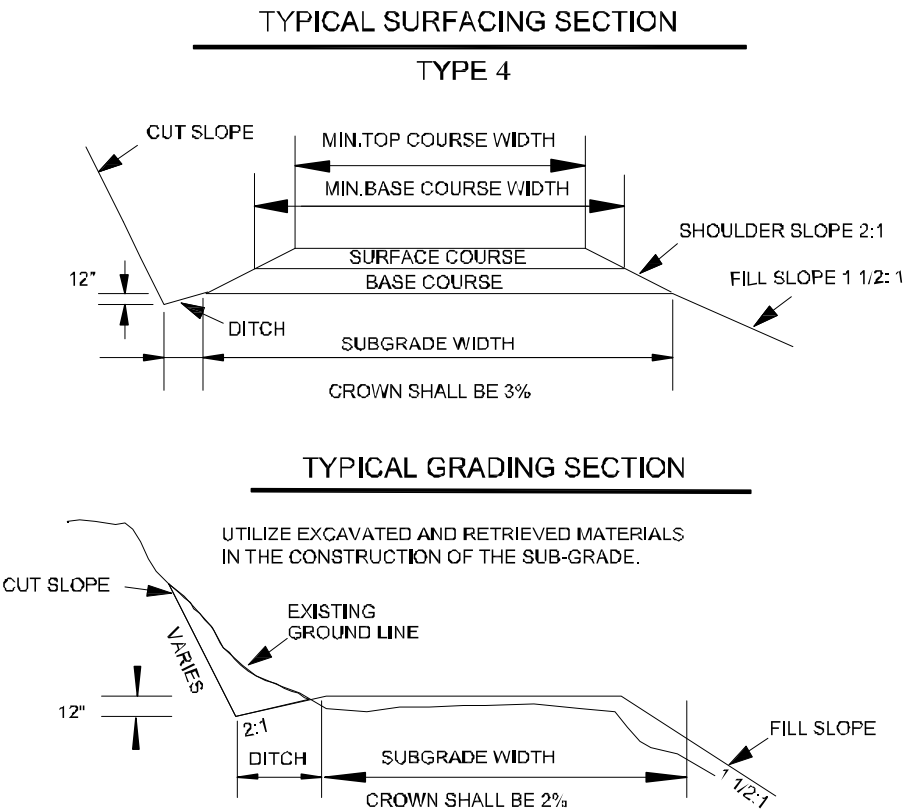 TYPICAL SURFACING SECTION
TYPE 4
CUT SLOPE
MIN.TOP COURSE WIDTH
MIN.BASE COURSE WIDTH
SHOULDER SLOPE 2:1
SURFACE COURSE
12"
BASE COURSE
FILL SLOPE 1 1/2: 1
DITCH
SUBGRADE WIDTH
CROWN SHALL BE 3%
TYPICAL GRADING SECTION
UTILIZE EXCAVATED AND RETRIEVED MATERIALS
IN THE CONSTRUCTION OF THE SUB-GRADE.
CUT SLOPE
EXISTING
GROUND LINE
VARIES
12"
2:1
FILL SLOPE
DITCH
SUBGRADE WIDTH
1 1/2:1
CROWN SHALL BE 2%